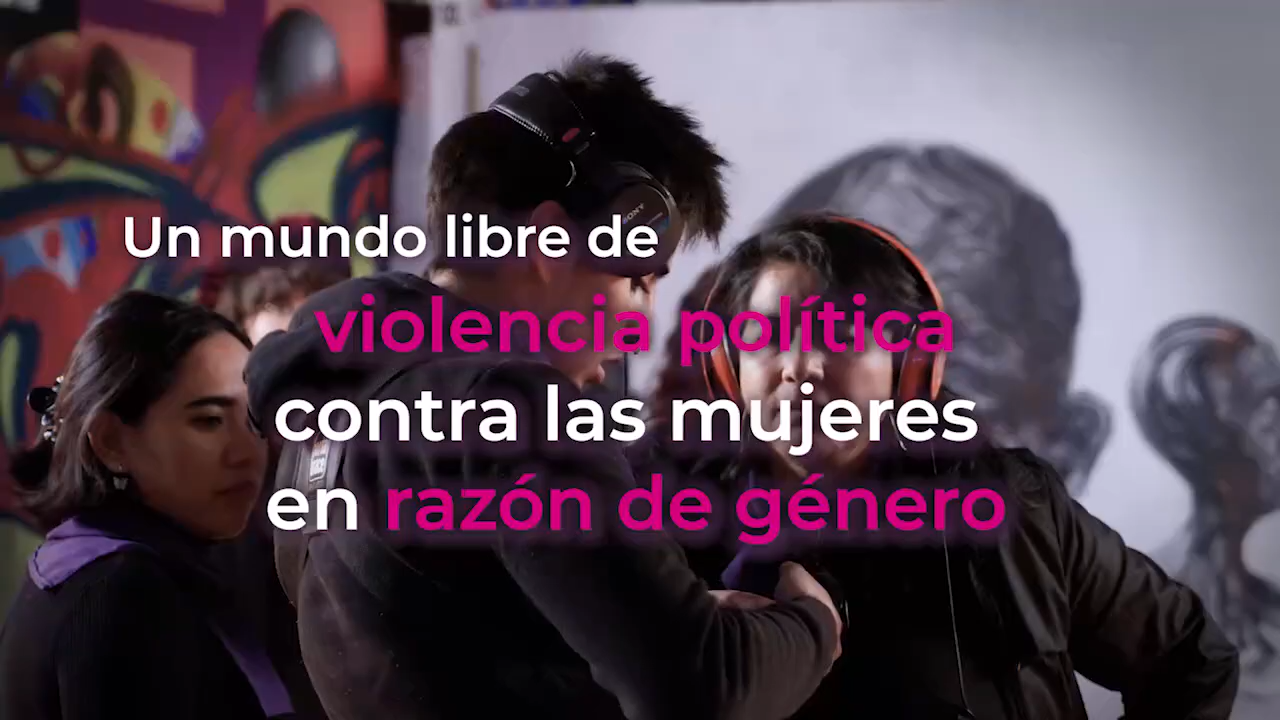 Un mundo libre de
violencia política
contra las mujeres
en razón de género
SONY